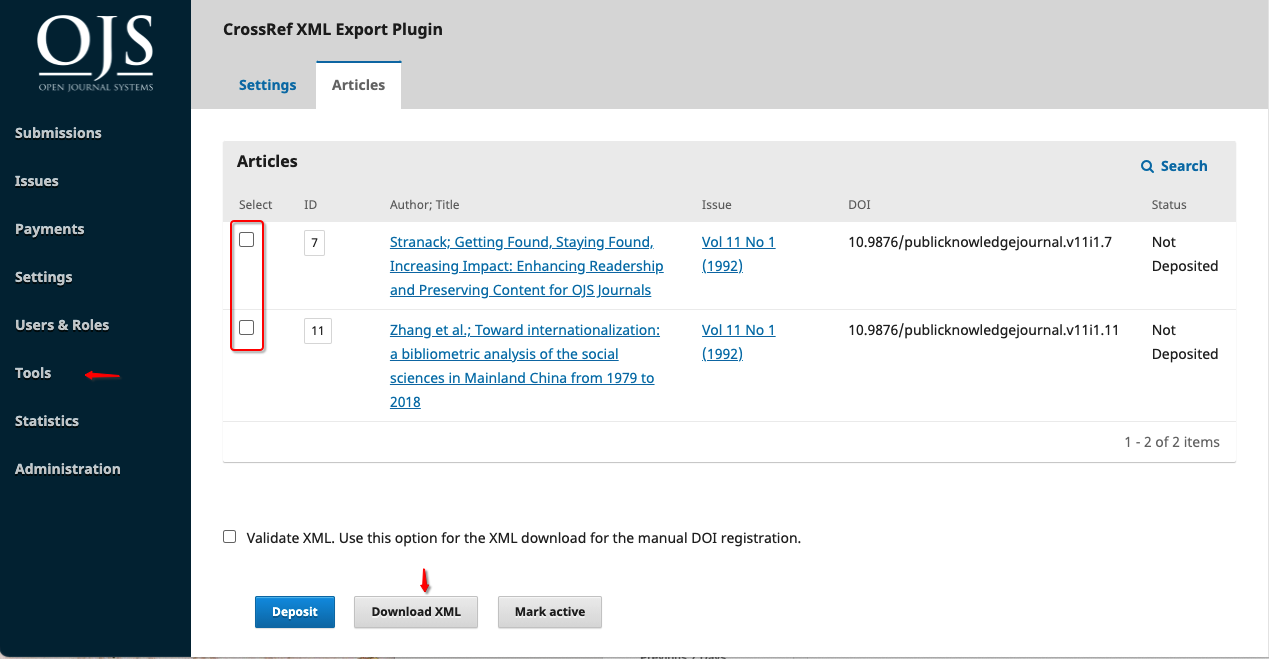 OJS
OPEN JOURNAL SYSTEMS
Submissions
Issues
Payments
Settings
Users & Roles
Tools
Statistics
Administration
CrossRef XML Export Plugin
Settings
Articles
Articles
Search
Select
ID
Author; Title
Issue
DOI
Status
7
Stranack; Getting Found, Staying Found,
Increasing Impact: Enhancing Readership
and Preserving Content for OJS Journals
Vol 11 No 1
(1992)
10.9876/publicknowledgejournal.v11i1.7
Not
Deposited
11
Zhang et al.; Toward internationalization:
a bibliometric analysis of the social
sciences in Mainland China from 1979 to
2018
Vol 11 No 1
(1992)
10.9876/publicknowledgejournal.v11i1.11
Not
Deposited
1 - 2 of 2 items
Validate XML. Use this option for the XML download for the manual DOI registration.
Deposit
Download XML
Mark active